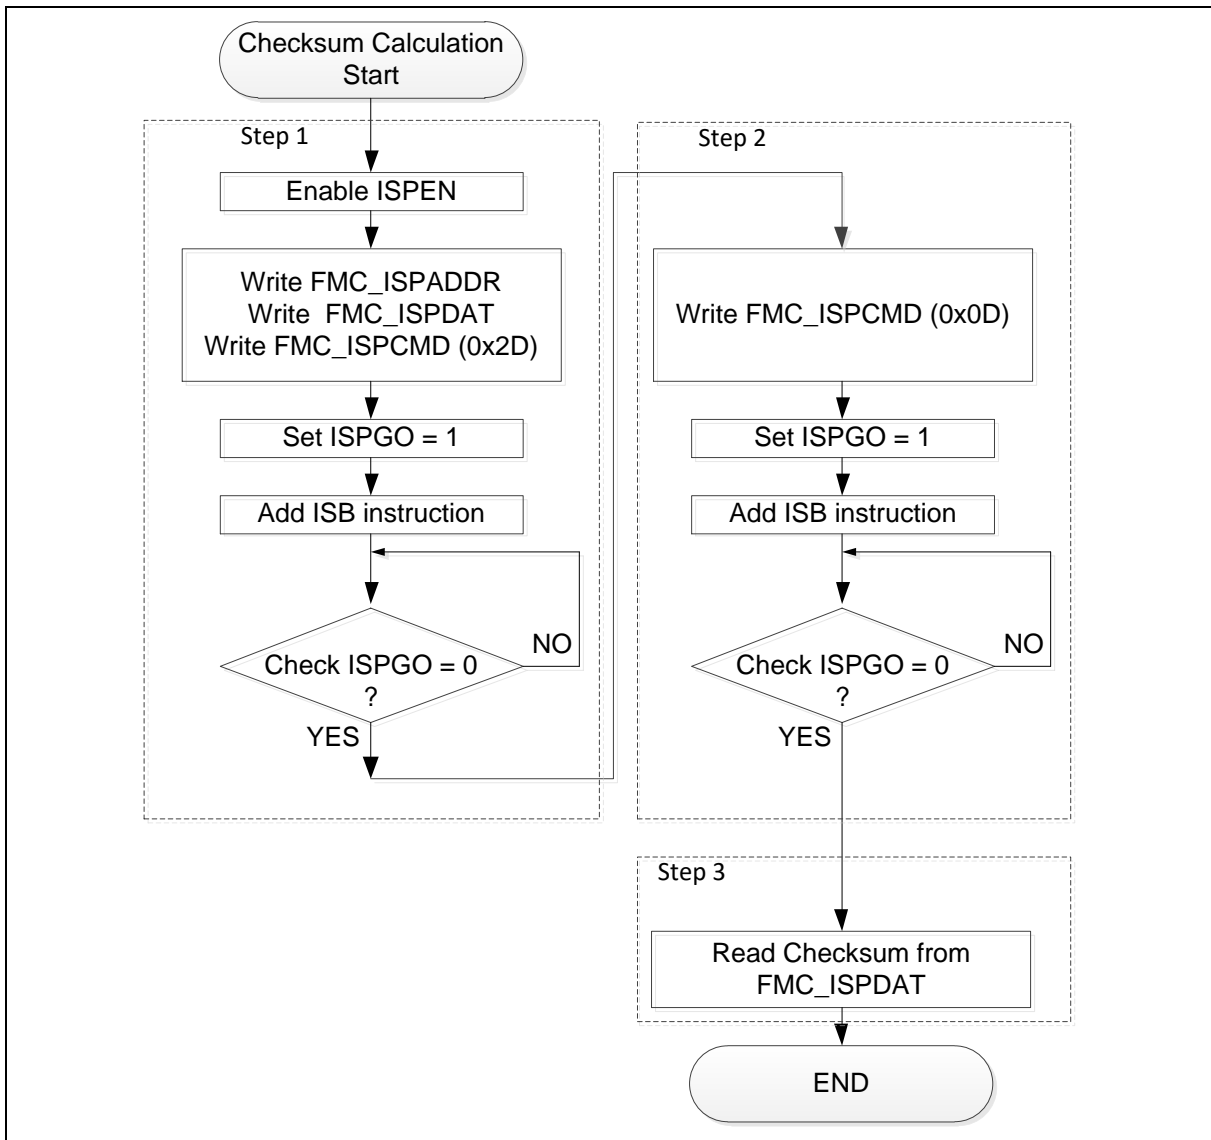 Checksum Calculation
Start
Step 1
Enable ISPEN
Write FMC_ISPADDR
Write FMC_ISPDAT
Write FMC_ISPCMD (0x2D)
Set ISPGO = 1
Add ISB instruction
Check ISPGO = 0
?
NO
YES
Step 2
Write FMC_ISPCMD (0x0D)
Set ISPGO = 1
Add ISB instruction
Check ISPGO = 0
?
NO
YES
Step 3
Read Checksum from
FMC_ISPDAT
END